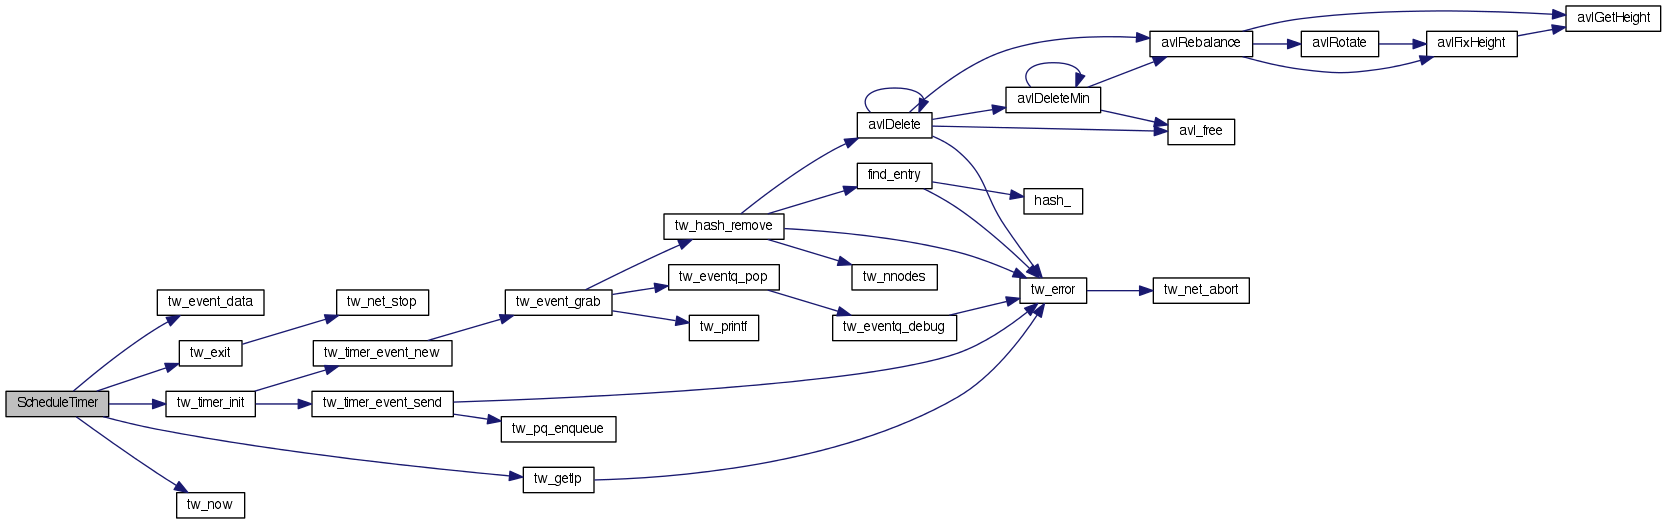 avlGetHeight
avlRebalance
avlRotate
avlFixHeight
avlDeleteMin
avlDelete
avl_free
find_entry
hash_
tw_hash_remove
tw_eventq_pop
tw_nnodes
tw_error
tw_net_abort
tw_event_data
tw_net_stop
tw_event_grab
tw_printf
tw_eventq_debug
tw_exit
tw_timer_event_new
ScheduleTimer
tw_timer_init
tw_timer_event_send
tw_pq_enqueue
tw_getlp
tw_now